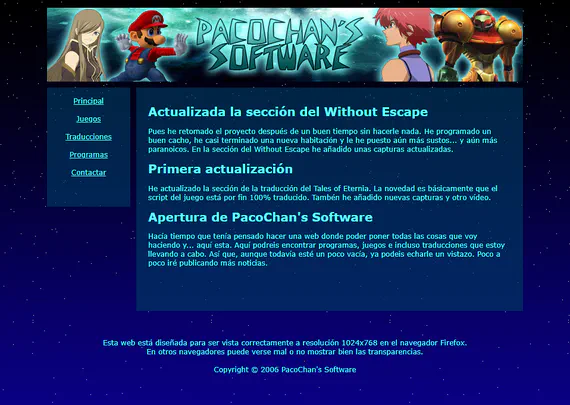 PACOCHAN'S
SOFTWARE
Principal
Juegos
Traducciones
Programas
Contactar
Actualizada la sección del Without Escape
Pues he retomado el proyecto después de un buen tiempo sin hacerle nada. He programado un
buen cacho, he casi terminado una nueva habitación y le he puesto aún más sustos... y aún más
paranoicos. En la sección del Without Escape he añadido unas capturas actualizadas.
Primera actualización
He actualizado la sección de la traducción del Tales of Eternia. La novedad es básicamente que el
script del juego está por fin 100% traducido. Tambén he añadido nuevas capturas y otro vídeo.
Apertura de PacoChan's Software
Hacía tiempo que tenía pensado hacer una web donde poder poner todas las cosas que voy
haciendo y... aquí esta. Aquí podreis encontrar programas, juegos e incluso traducciones que estoy
llevando a cabo. Así que, aunque todavía esté un poco vacía, ya podeis echarle un vistazo. Poco a
poco iré publicando más noticias.
Esta web está diseñada para ser vista correctamente a resolución 1024x768 en el navegador Firefox.
En otros navegadores puede verse mal o no mostrar bien las transparencias.
Copyright © 2006 PacoChan's Software